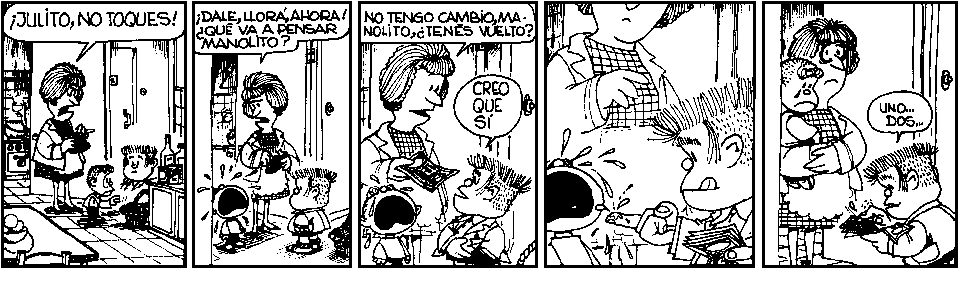 ¡JULITO, NO TOQUES!
¡DALE, LLORÁ, AHORA!
¿QUÉ VA A PENSAR
MANOLITO?
NO TENGO CAMBIO, MA-
NOLITO, ¿TENÉS VUELTO?
CREO
QUE
SÍ
UNO...
DOS...